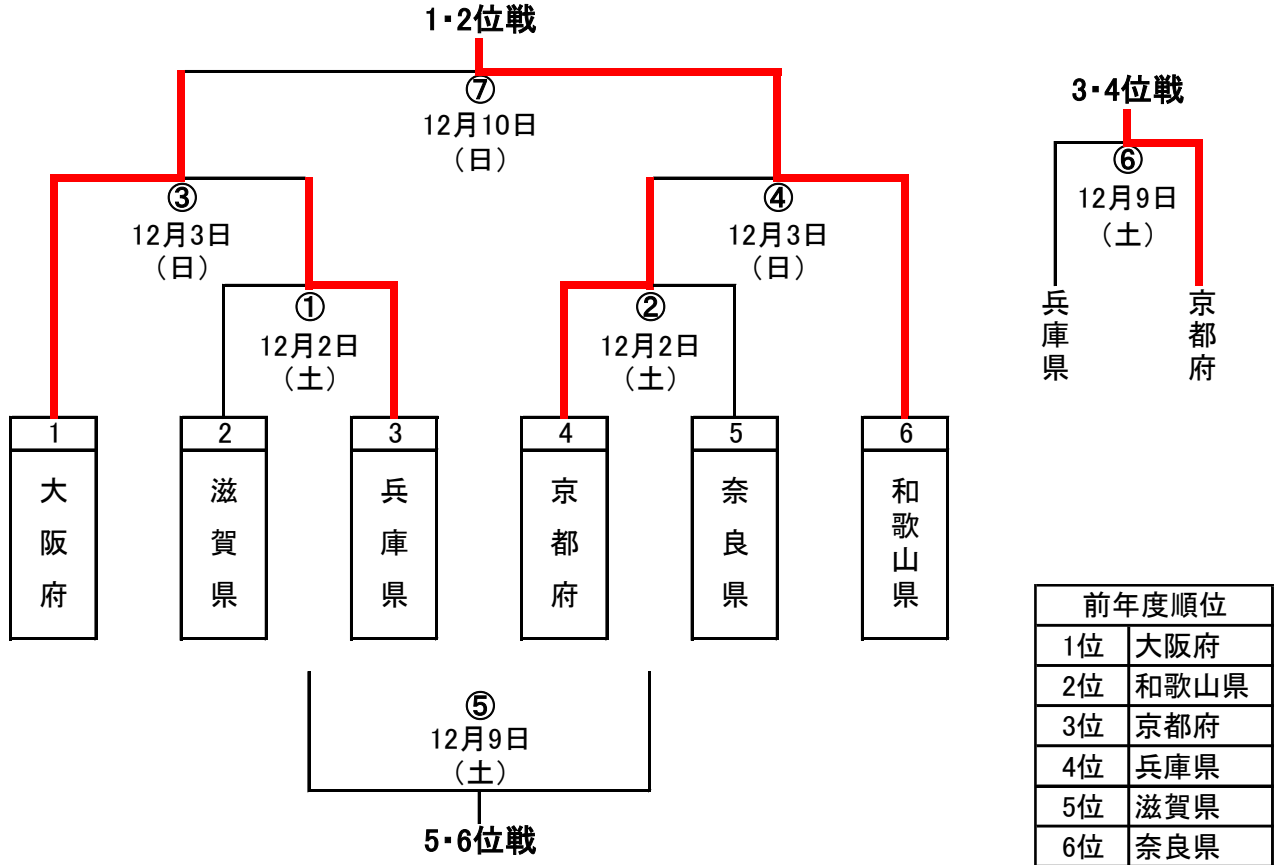 1・2位戦
⑦
12月10日
（日）
3・4位戦
⑥
12月9日
（土）
兵庫県
京都府
③
12月3日
（日）
④
12月3日
（日）
①
12月2日
（土）
②
12月2日
（土）
1
大阪府
2
滋賀県
3
兵庫県
4
京都府
5
奈良県
6
和歌山県
⑤
12月9日
（土）
5・6位戦
前年度順位
1位 大阪府
2位 和歌山県
3位 京都府
4位 兵庫県
5位 滋賀県
6位 奈良県